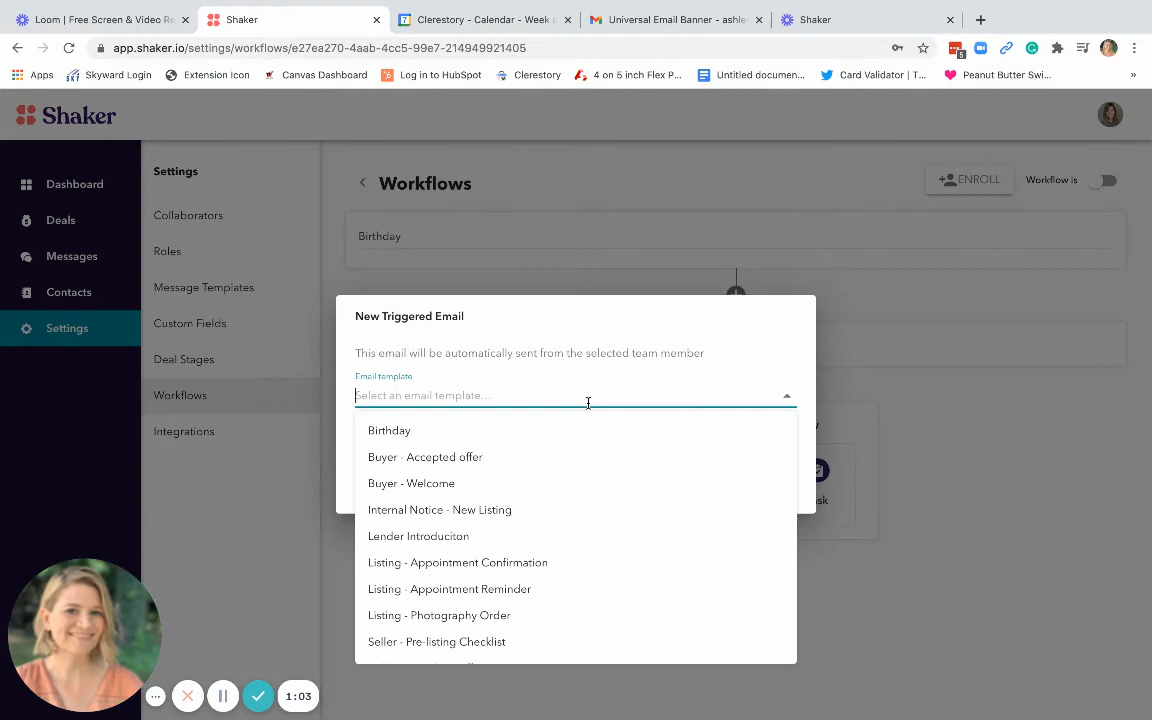 Loom | Free Screen & Video Re
Shaker
Clerestory - Calendar - Week o
Universal Email Banner - ashle
Shaker
app.shaker.io/settings/workflows/e27ea270-4aab-4cc5-99e7-214949921405
Apps
Skyward Login
Extension Icon
Canvas Dashboard
Log in to HubSpot
Clerestory
4 on 5 inch Flex P...
Untitled documen...
Card Validator | T...
Peanut Butter Swi...
»
Shaker
Dashboard
Deals
Messages
Contacts
Settings
Settings
Collaborators
Roles
Message Templates
Custom Fields
Deal Stages
Workflows
Integrations
Workflows
ENROLL
Workflow is
Birthday
New Triggered Email
This email will be automatically sent from the selected team member
Email template
Select an email template...
Birthday
Buyer - Accepted offer
Buyer - Welcome
Internal Notice - New Listing
Lender Introduciton
Listing - Appointment Confirmation
Listing - Appointment Reminder
Listing - Photography Order
Seller - Pre-listing Checklist
1:03